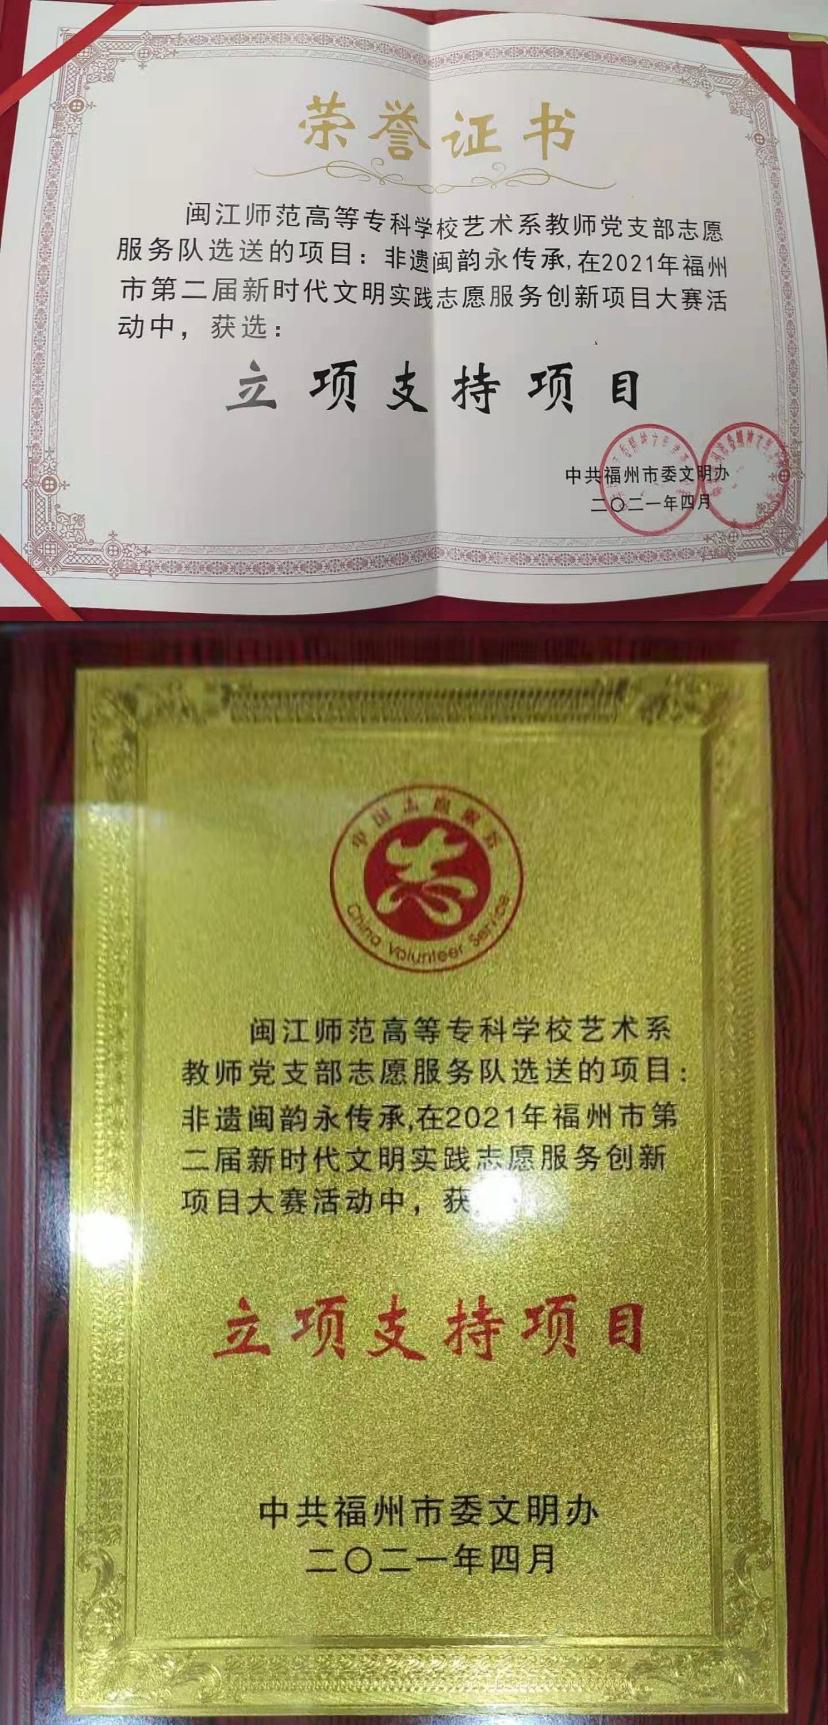 荣誉证书
闽江师范高等专科学校艺术系教师党支部志愿
服务队选送的项目：非遗闽韵永传承,在2021年福州
市第二届新时代文明实践志愿服务创新项目大赛活
动中，获选：
立项支持项目
中共福州市委文明办
二〇二一年四月
中国志愿服务
志
China Volunteer Service
闽江师范高等专科学校艺术系
教师党支部志愿服务队选送的项目：
非遗闽韵永传承,在2021年福州市第
二届新时代文明实践志愿服务创新
项目大赛活动中，获
立项支持项目
中共福州市委文明办
二〇二一年四月